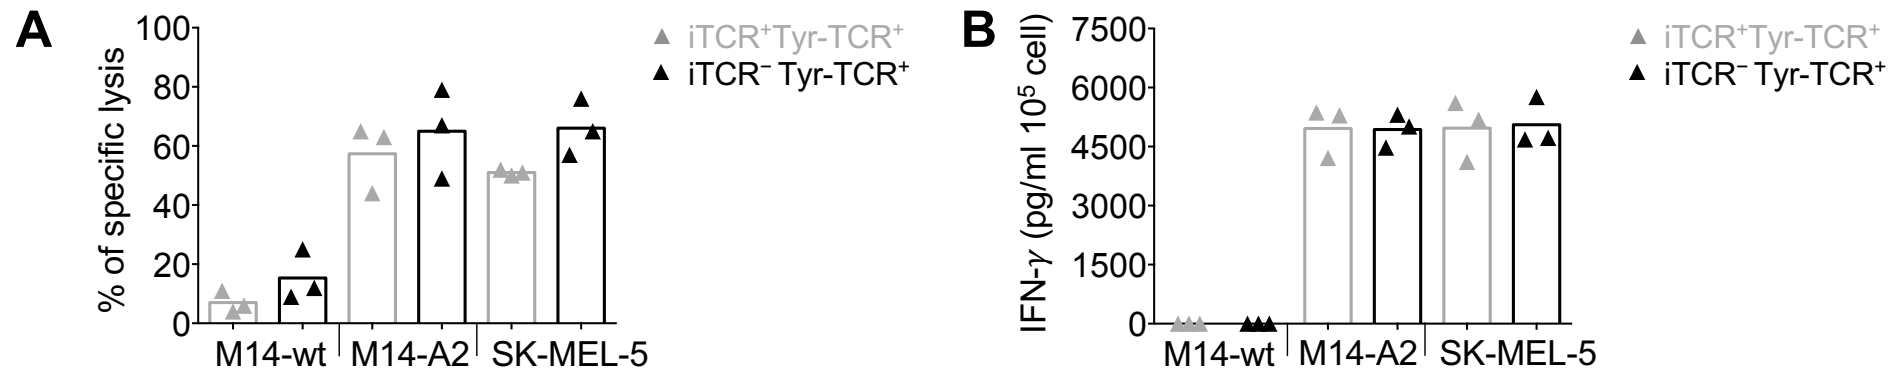 A
% of specific lysis
100
80
60
40
20
0
M14-wt
M14-A2
SK-MEL-5
iTCR⁺Tyr-TCR⁺
iTCR⁻ Tyr-TCR⁺
B
IFN-γ (pg/ml 10⁵ cell)
7500
6000
4500
3000
1500
0
M14-wt
M14-A2
SK-MEL-5
iTCR⁺Tyr-TCR⁺
iTCR⁻ Tyr-TCR⁺